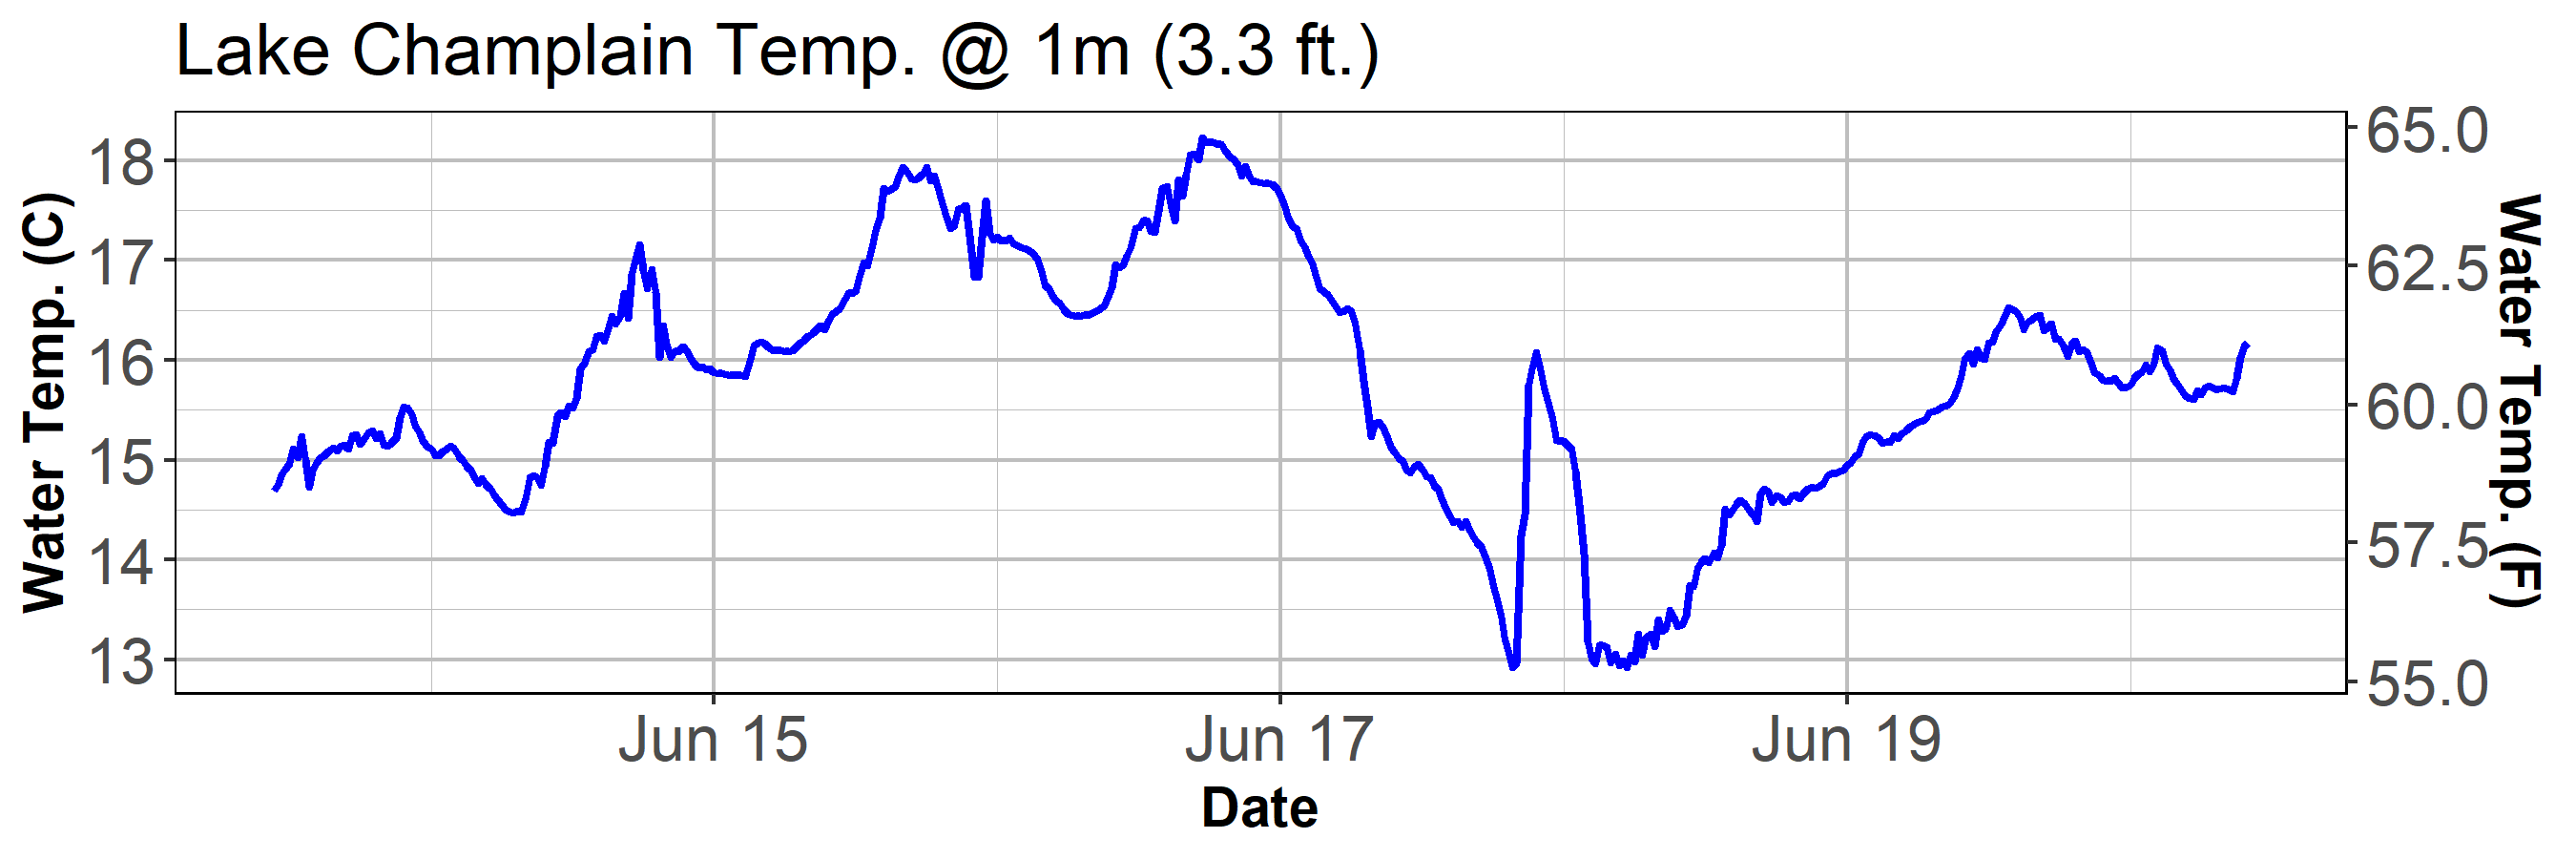 Lake Champlain Temp. @ 1m (3.3 ft.)
Water Temp. (C)
18
17
16
15
14
13
65.0
62.5
60.0
57.5
55.0
Water Temp. (F)
Jun 15
Jun 17
Jun 19
Date